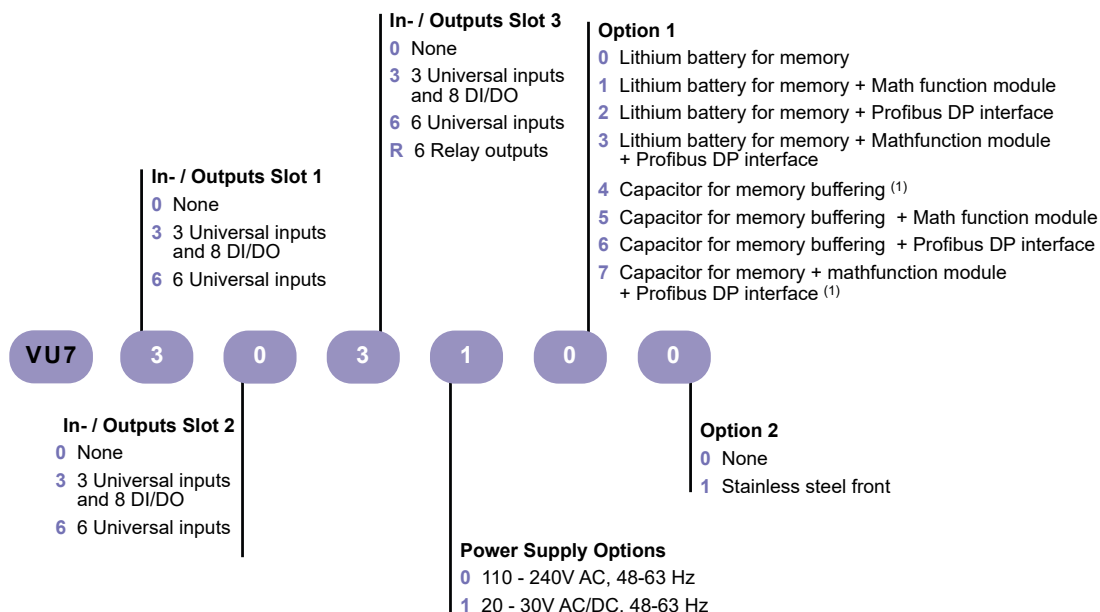 In- / Outputs Slot 3
0 None
3 3 Universal inputs
and 8 DI/DO
6 6 Universal inputs
R 6 Relay outputs
Option 1
0 Lithium battery for memory
1 Lithium battery for memory + Math function module
2 Lithium battery for memory + Profibus DP interface
3 Lithium battery for memory + Mathfunction module
+ Profibus DP interface
4 Capacitor for memory buffering (1)
5 Capacitor for memory buffering + Math function module
6 Capacitor for memory buffering + Profibus DP interface
7 Capacitor for memory + mathfunction module
+ Profibus DP interface (1)
In- / Outputs Slot 1
0 None
3 3 Universal inputs
and 8 DI/DO
6 6 Universal inputs
VU7 3 0 3 1 0 0
In- / Outputs Slot 2
0 None
3 3 Universal inputs
and 8 DI/DO
6 6 Universal inputs
Option 2
0 None
1 Stainless steel front
Power Supply Options
0 110 - 240V AC, 48-63 Hz
1 20 - 30V AC/DC, 48-63 Hz